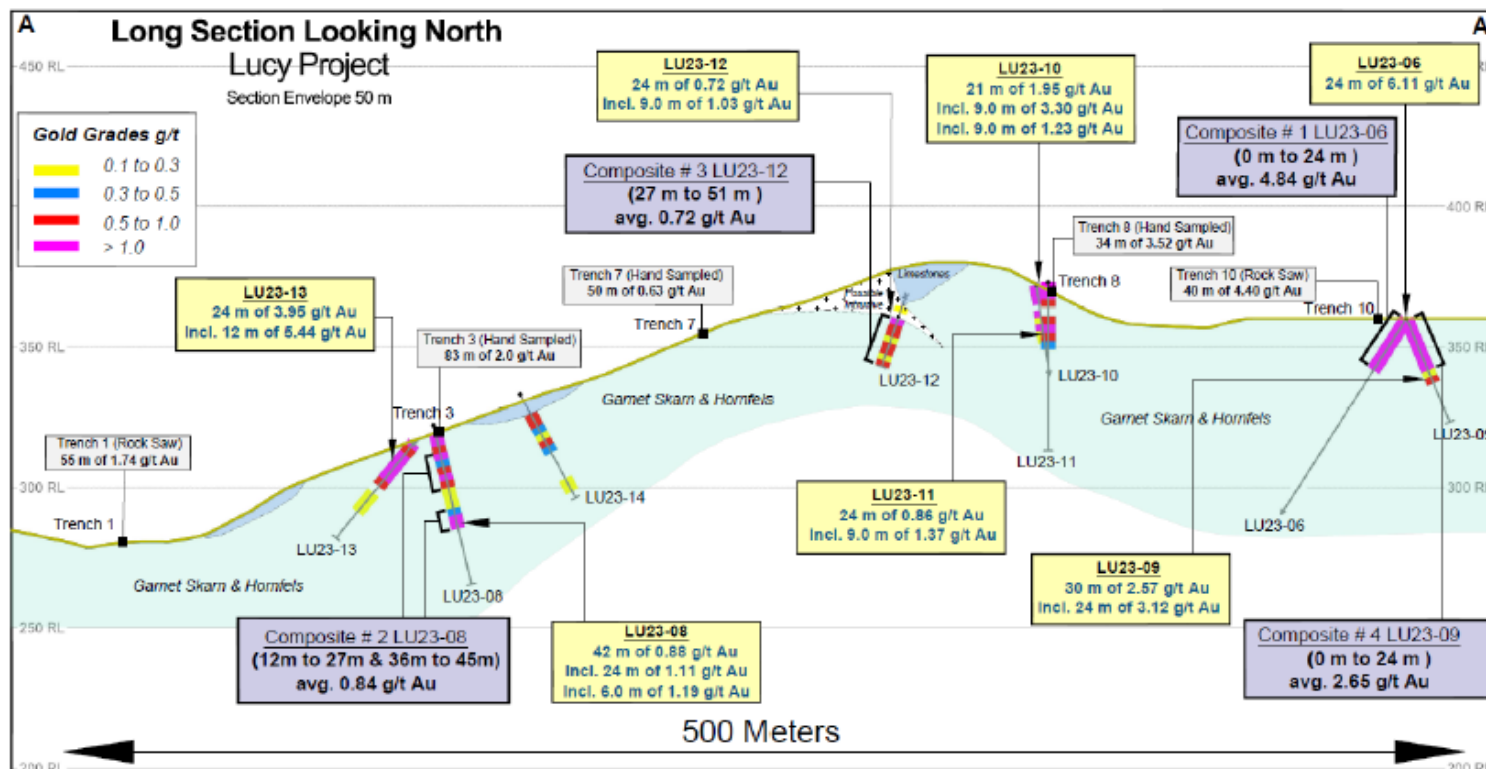 A
Long Section Looking North
Lucy Project
Section Envelope 50 m
A
450 RL
450 RL
400 RL
350 RL
350 RL
300 RL
300 RL
250 RL
250 RL
200 RL
200 RL
Gold Grades g/t
0.1 to 0.3
0.3 to 0.5
0.5 to 1.0
> 1.0
LU23-12
24 m of 0.72 g/t Au
Incl. 9.0 m of 1.03 g/t Au
LU23-10
21 m of 1.95 g/t Au
Incl. 9.0 m of 3.30 g/t Au
Incl. 9.0 m of 1.23 g/t Au
LU23-06
24 m of 6.11 g/t Au
Composite # 3 LU23-12
(27 m to 51 m )
avg. 0.72 g/t Au
Composite # 1 LU23-06
(0 m to 24 m )
avg. 4.84 g/t Au
Trench 8 (Hand Sampled)
34 m of 3.52 g/t Au
Trench 7 (Hand Sampled)
50 m of 0.63 g/t Au
Trench 10 (Rock Saw)
40 m of 4.40 g/t Au
LU23-13
24 m of 3.95 g/t Au
Incl. 12 m of 5.44 g/t Au
Trench 3 (Hand Sampled)
83 m of 2.0 g/t Au
Trench 1 (Rock Saw)
55 m of 1.74 g/t Au
Limestones
Possible
Intrusive
Trench 8
Trench 10
Trench 7
Trench 3
Trench 1
LU23-12
LU23-10
LU23-11
LU23-09
LU23-06
LU23-14
LU23-13
LU23-08
Garnet Skarn & Hornfels
Garnet Skarn & Hornfels
Garnet Skarn & Hornfels
LU23-11
24 m of 0.86 g/t Au
Incl. 9.0 m of 1.37 g/t Au
LU23-09
30 m of 2.57 g/t Au
Incl. 24 m of 3.12 g/t Au
Composite # 2 LU23-08
(12m to 27m & 36m to 45m)
avg. 0.84 g/t Au
LU23-08
42 m of 0.88 g/t Au
Incl. 24 m of 1.11 g/t Au
Incl. 6.0 m of 1.19 g/t Au
Composite # 4 LU23-09
(0 m to 24 m )
avg. 2.65 g/t Au
500 Meters